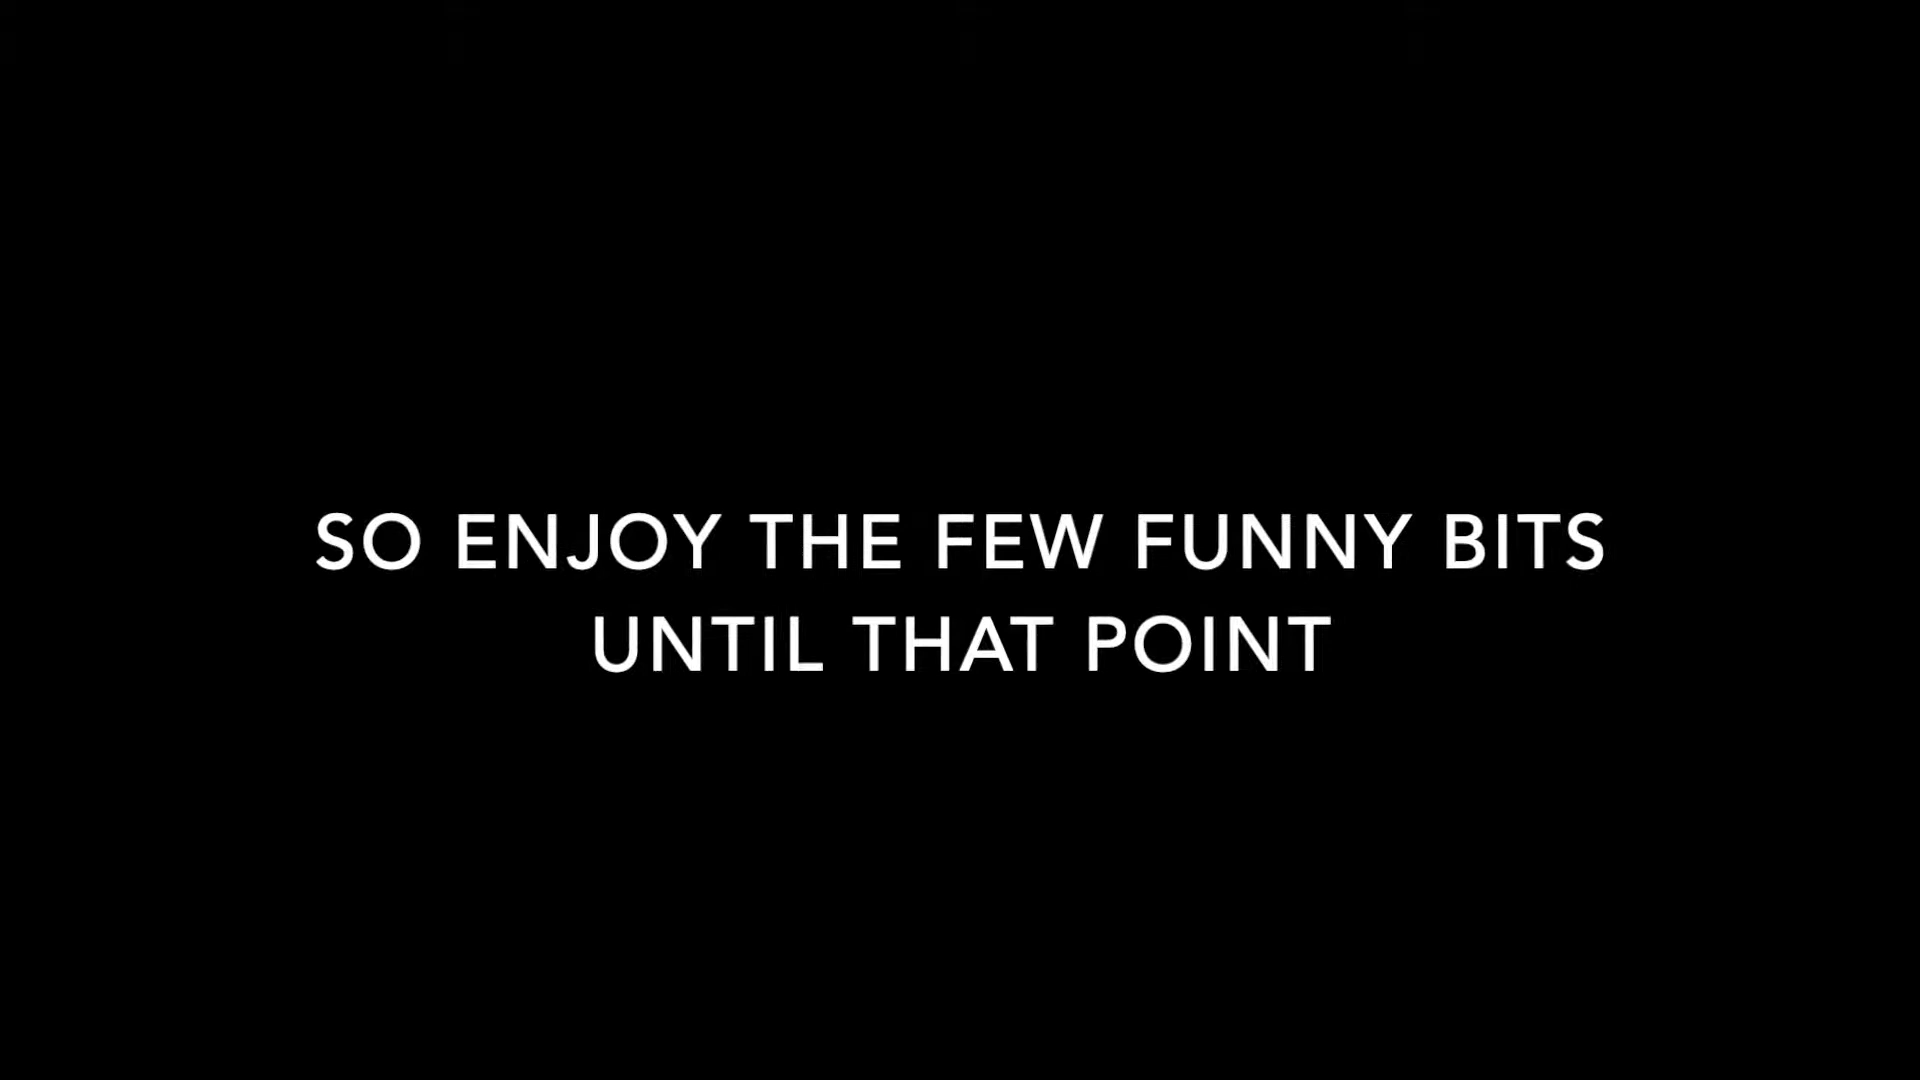 SO ENJOY THE FEW FUNNY BITS
UNTIL THAT POINT